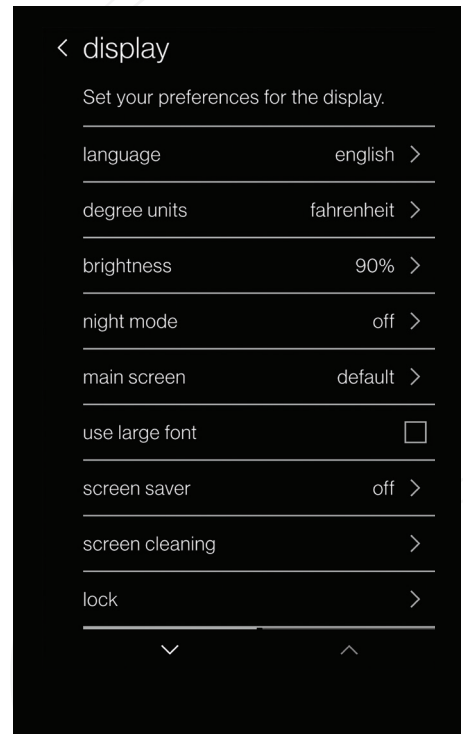 display
Set your preferences for the display.
language english
degree units fahrenheit
brightness 90%
night mode off
main screen default
use large font
screen saver off
screen cleaning
lock